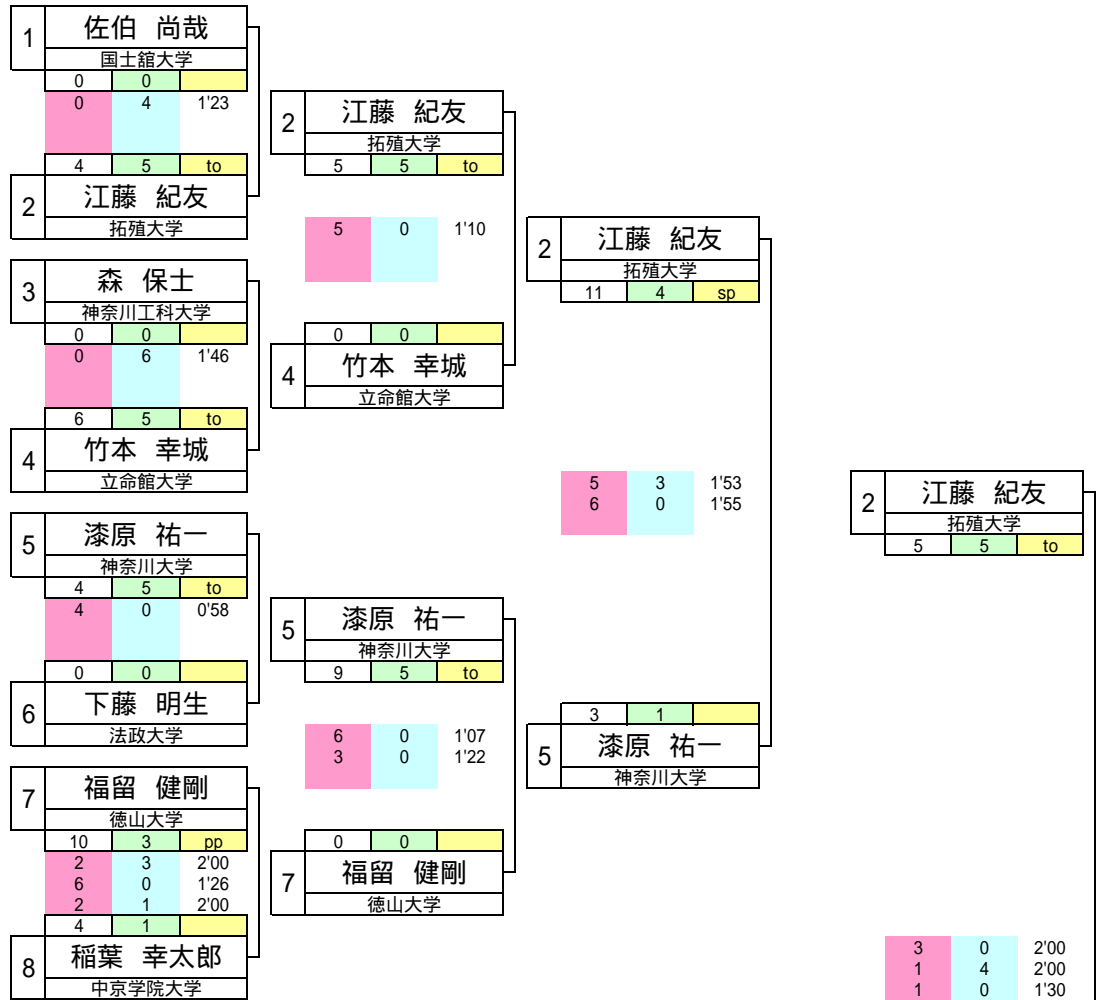 1 佐伯 尚哉
国士舘大学
0 0
0 4 1'23
4 5 to
2 江藤 紀友
拓殖大学
3 森 保士
神奈川工科大学
0 0
0 6 1'46
6 5 to
4 竹本 幸城
立命館大学
5 漆原 祐一
神奈川大学
4 5 to
4 0 0'58
0 0
6 下藤 明生
法政大学
7 福留 健剛
徳山大学
10 3 pp
2 3 2'00
6 0 1'26
2 1 2'00
4 1
8 稲葉 幸太郎
中京学院大学
2 江藤 紀友
拓殖大学
5 5 to
5 0 1'10
0 0
4 竹本 幸城
立命館大学
5 漆原 祐一
神奈川大学
9 5 to
6 0 1'07
3 0 1'22
0 0
7 福留 健剛
徳山大学
2 江藤 紀友
拓殖大学
11 4 sp
5 3 1'53
6 0 1'55
3 1
5 漆原 祐一
神奈川大学
2 江藤 紀友
拓殖大学
5 5 to
3 0 2'00
1 4 2'00
1 0 1'30